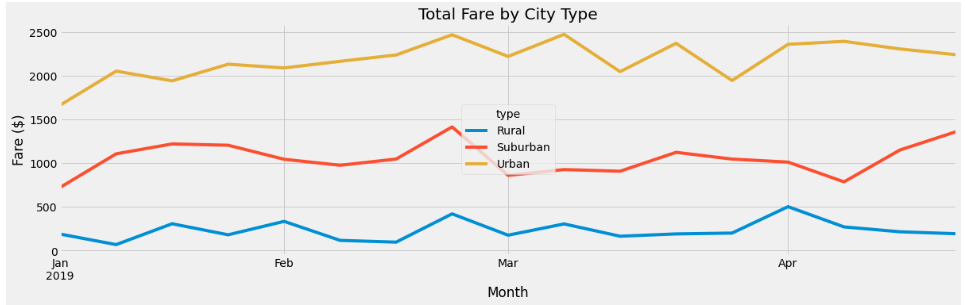 Total Fare by City Type
Fare ($)
2500
2000
1500
1000
500
0
type
Rural
Suburban
Urban
Jan
2019
Feb
Mar
Apr
Month